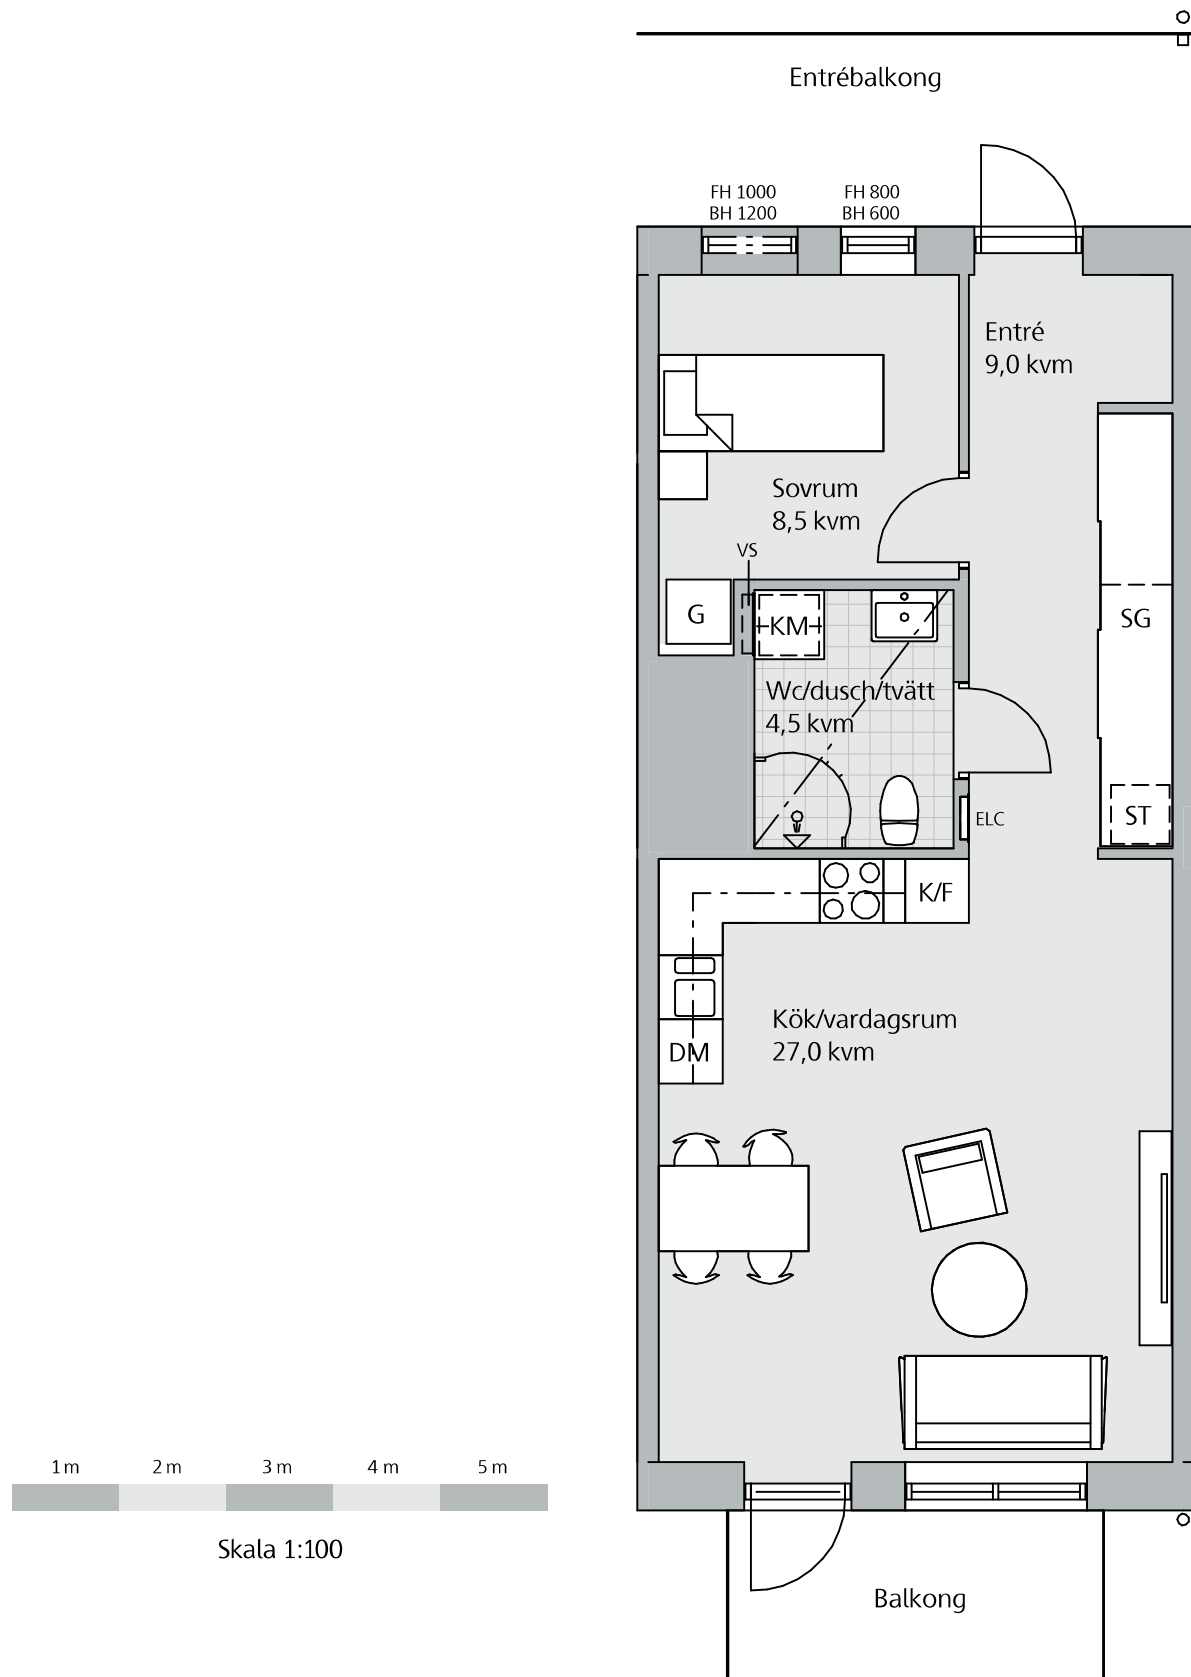 Entrébalkong
FH 1000
BH 1200
FH 800
BH 600
Entré
9,0 kvm
Sovrum
8,5 kvm
VS
G
KM
SG
Wc/dusch/tvätt
4,5 kvm
ST
ELC
K/F
Kök/vardagsrum
27,0 kvm
DM
1 m 2 m 3 m 4 m 5 m
Skala 1:100
Balkong